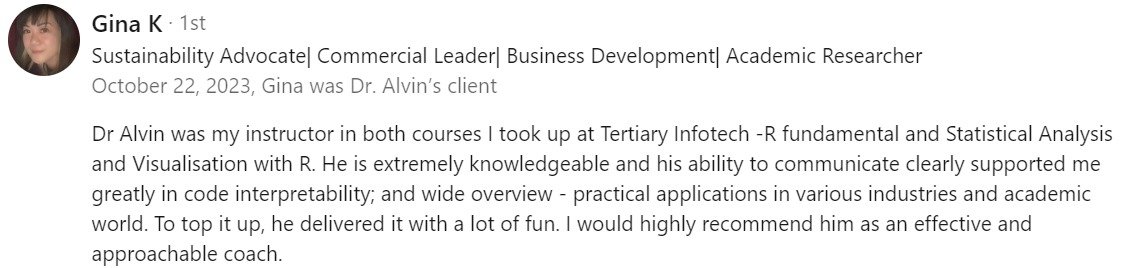 Gina K · 1st
Sustainability Advocate| Commercial Leader| Business Development| Academic Researcher
October 22, 2023, Gina was Dr. Alvin’s client
Dr Alvin was my instructor in both courses I took up at Tertiary Infotech -R fundamental and Statistical Analysis
and Visualisation with R. He is extremely knowledgeable and his ability to communicate clearly supported me
greatly in code interpretability; and wide overview - practical applications in various industries and academic
world. To top it up, he delivered it with a lot of fun. I would highly recommend him as an effective and
approachable coach.